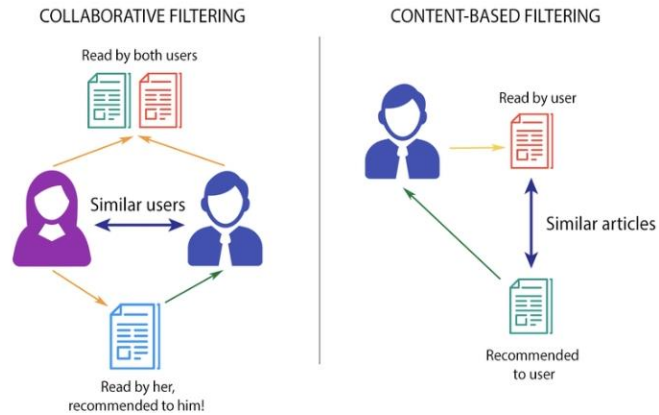 COLLABORATIVE FILTERING
Read by both users
Similar users
Read by her,
recommended to him!
CONTENT-BASED FILTERING
Read by user
Similar articles
Recommended
to user